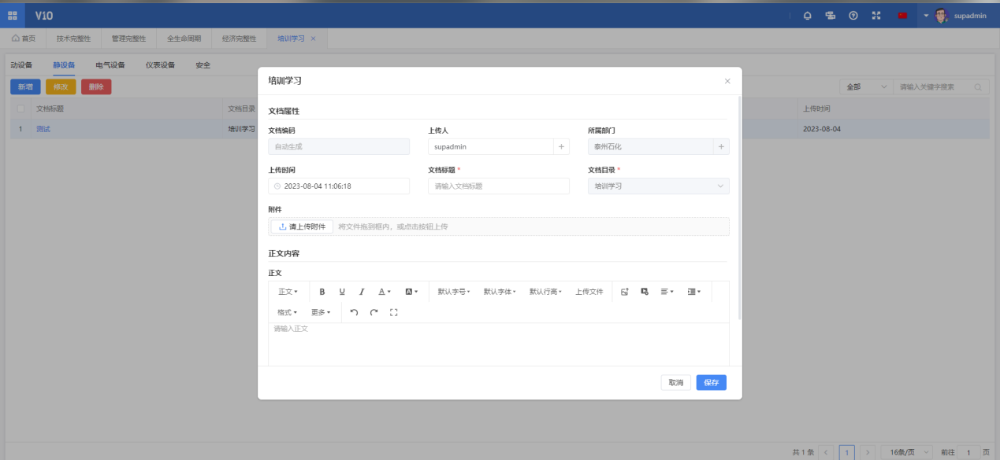 V10
supadmin
首页 技术完整性 管理完整性 全生命周期 经济完整性 培训学习 ×
动设备 静设备 电气设备 仪表设备 安全
新增 修改 删除
全部 请输入关键字搜索
文档标题 文档目录 上传时间
1 测试 培训学习 2023-08-04
培训学习
文档属性
文档编码 上传人 所属部门
自动生成 supadmin 泰州石化
上传时间 文档标题 * 文档目录 *
2023-08-04 11:06:18 请输入文档标题 培训学习
附件
请上传附件 将文件拖到框内，或点击按钮上传
正文内容
正文
正文 B U I A A 默认字号 默认字体 默认行高 上传文件
格式 更多
请输入正文
取消 保存
共 1 条 < 1 > 16条/页 前往 1 页